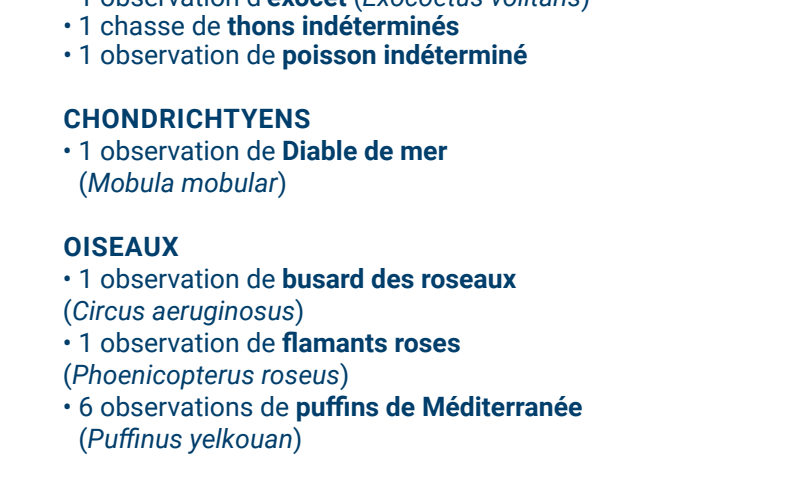 • 1 observation d'exocet (Exocoetus volitans)
• 1 chasse de thons indéterminés
• 1 observation de poisson indéterminé
CHONDRICHTYENS
• 1 observation de Diable de mer
(Mobula mobular)
OISEAUX
• 1 observation de busard des roseaux
(Circus aeruginosus)
• 1 observation de flamants roses
(Phoenicopterus roseus)
• 6 observations de puffins de Méditerranée
(Puffinus yelkouan)